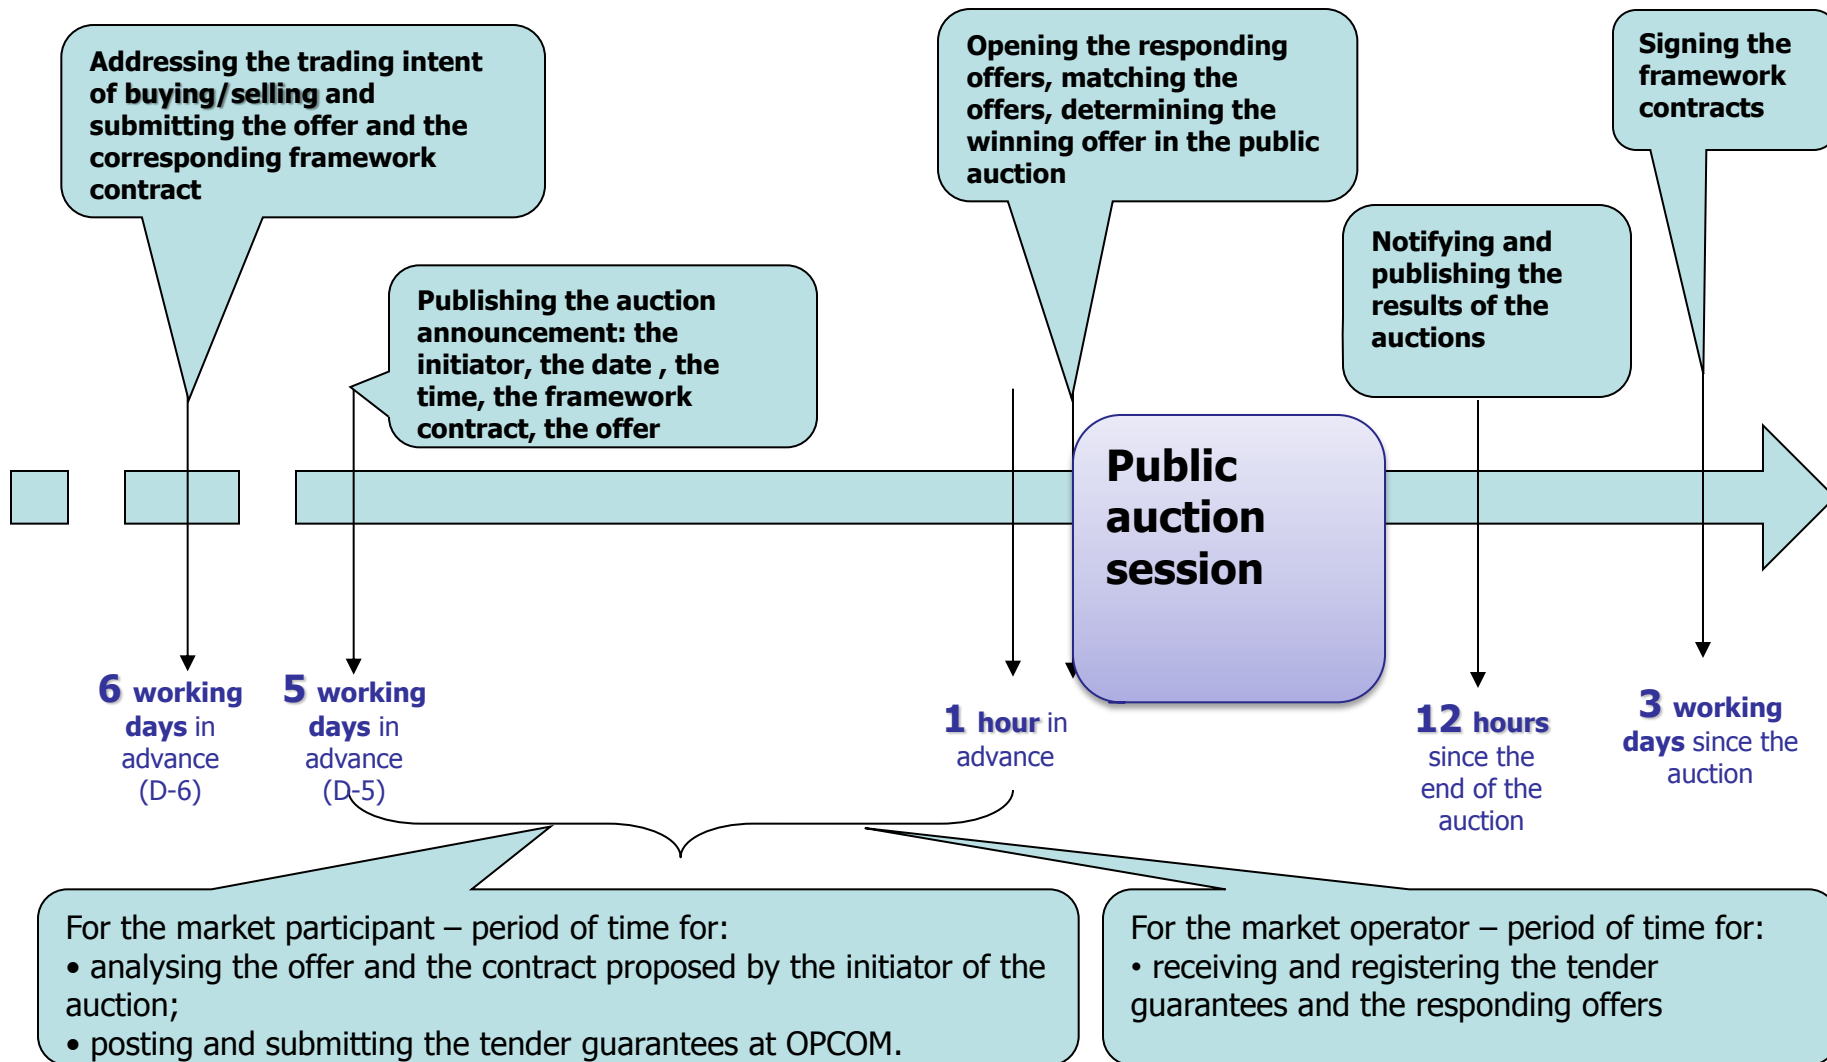 Addressing the trading intent
of buying/selling and
submitting the offer and the
corresponding framework
contract
Opening the responding
offers, matching the
offers, determining the
winning offer in the public
auction
Signing the
framework
contracts
Publishing the auction
announcement: the
initiator, the date , the
time, the framework
contract, the offer
Notifying and
publishing the
results of the
auctions
Public
auction
session
6 working
days in
advance
(D-6)
5 working
days in
advance
(D-5)
1 hour in
advance
12 hours
since the
end of the
auction
3 working
days since the
auction
For the market participant – period of time for:
• analysing the offer and the contract proposed by the initiator of the
auction;
• posting and submitting the tender guarantees at OPCOM.
For the market operator – period of time for:
• receiving and registering the tender
guarantees and the responding offers